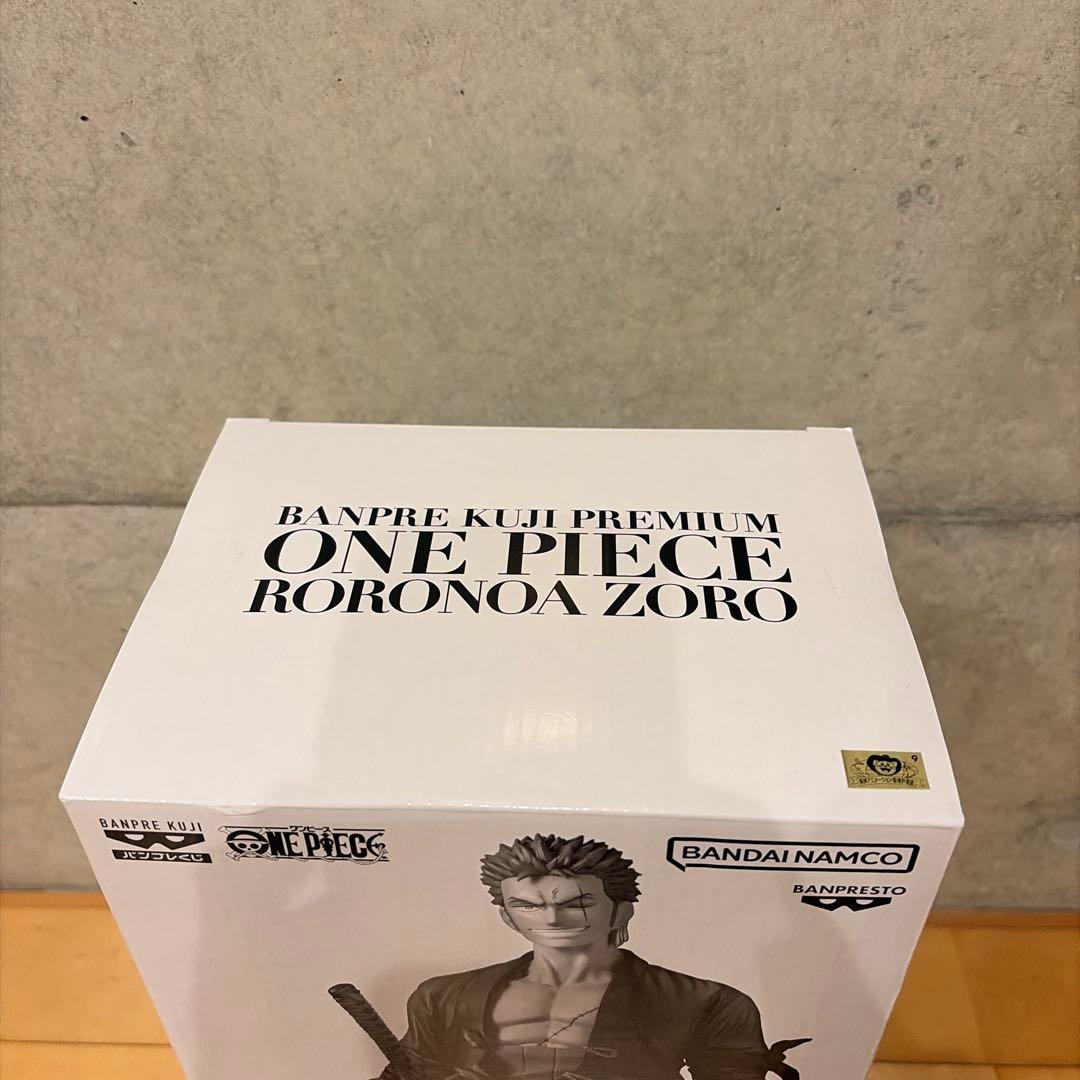 BANPRE KUJI PREMIUM
ONE PIECE
RORONOA ZORO
9
BANPRE KUJI
バンプレくじ
ワンピース
ONE PIECE
BANDAI NAMCO
BANPRESTO